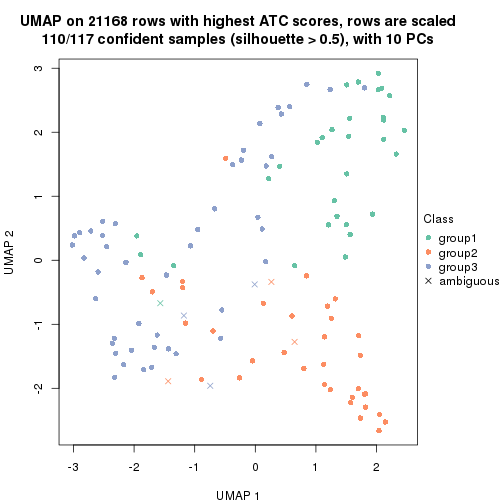 UMAP on 21168 rows with highest ATC scores, rows are scaled
110/117 confident samples (silhouette > 0.5), with 10 PCs
3
2
1
0
-1
-2
UMAP 2
-3
-2
-1
0
1
2
UMAP 1
Class
group1
group2
group3
ambiguous